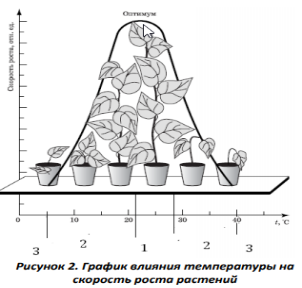 Оптимум
Скорость роста, отн. ед.
0 10 20 30 40 t, °C
3 2 1 2 3
Рисунок 2. График влияния температуры на
скорость роста растений